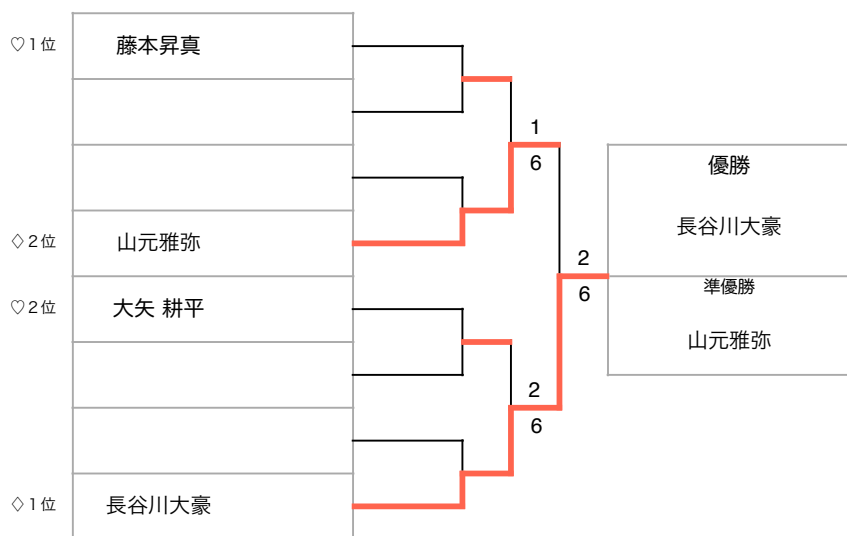 ♡1位 藤本昇真
1
6
優勝
長谷川大豪
◇2位 山元雅弥
2
6
準優勝
山元雅弥
♡2位 大矢 耕平
2
6
◇1位 長谷川大豪